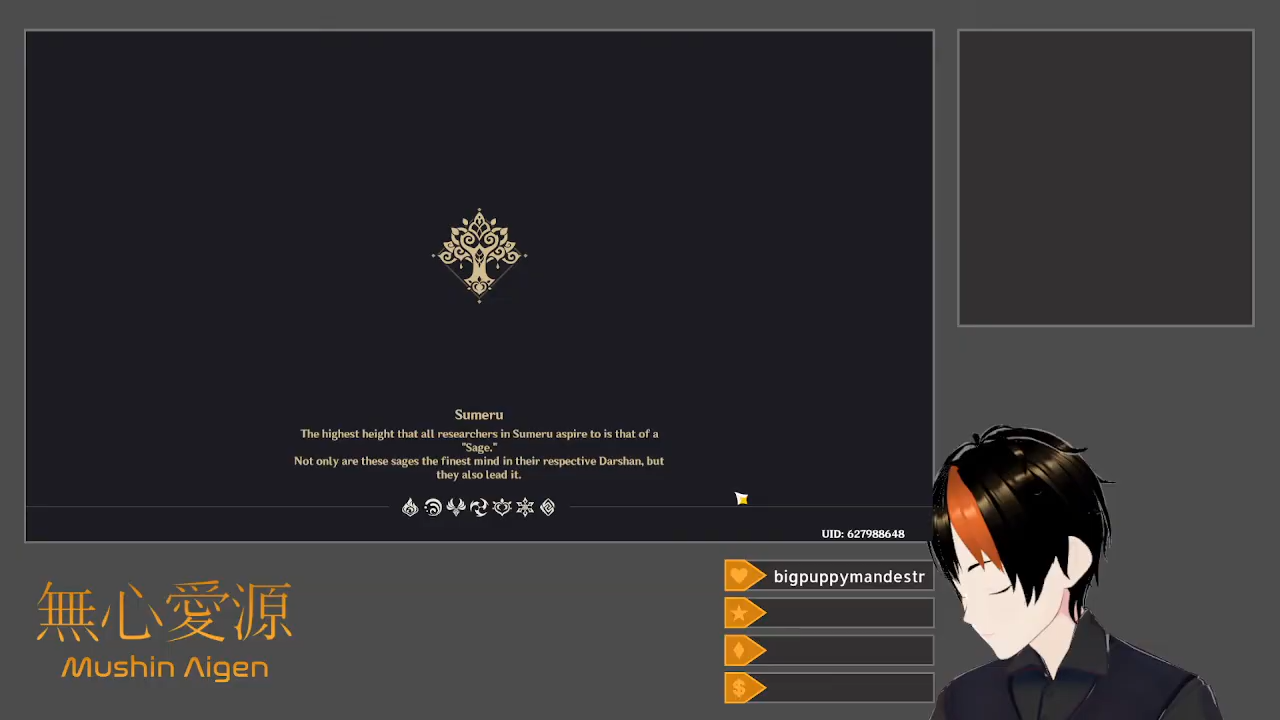 Sumeru
The highest height that all researchers in Sumeru aspire to is that of a
"Sage."
Not only are these sages the finest mind in their respective Darshan, but
they also lead it.
UID: 627988648
bigpuppymandestr
無心愛源
Mushin Aigen